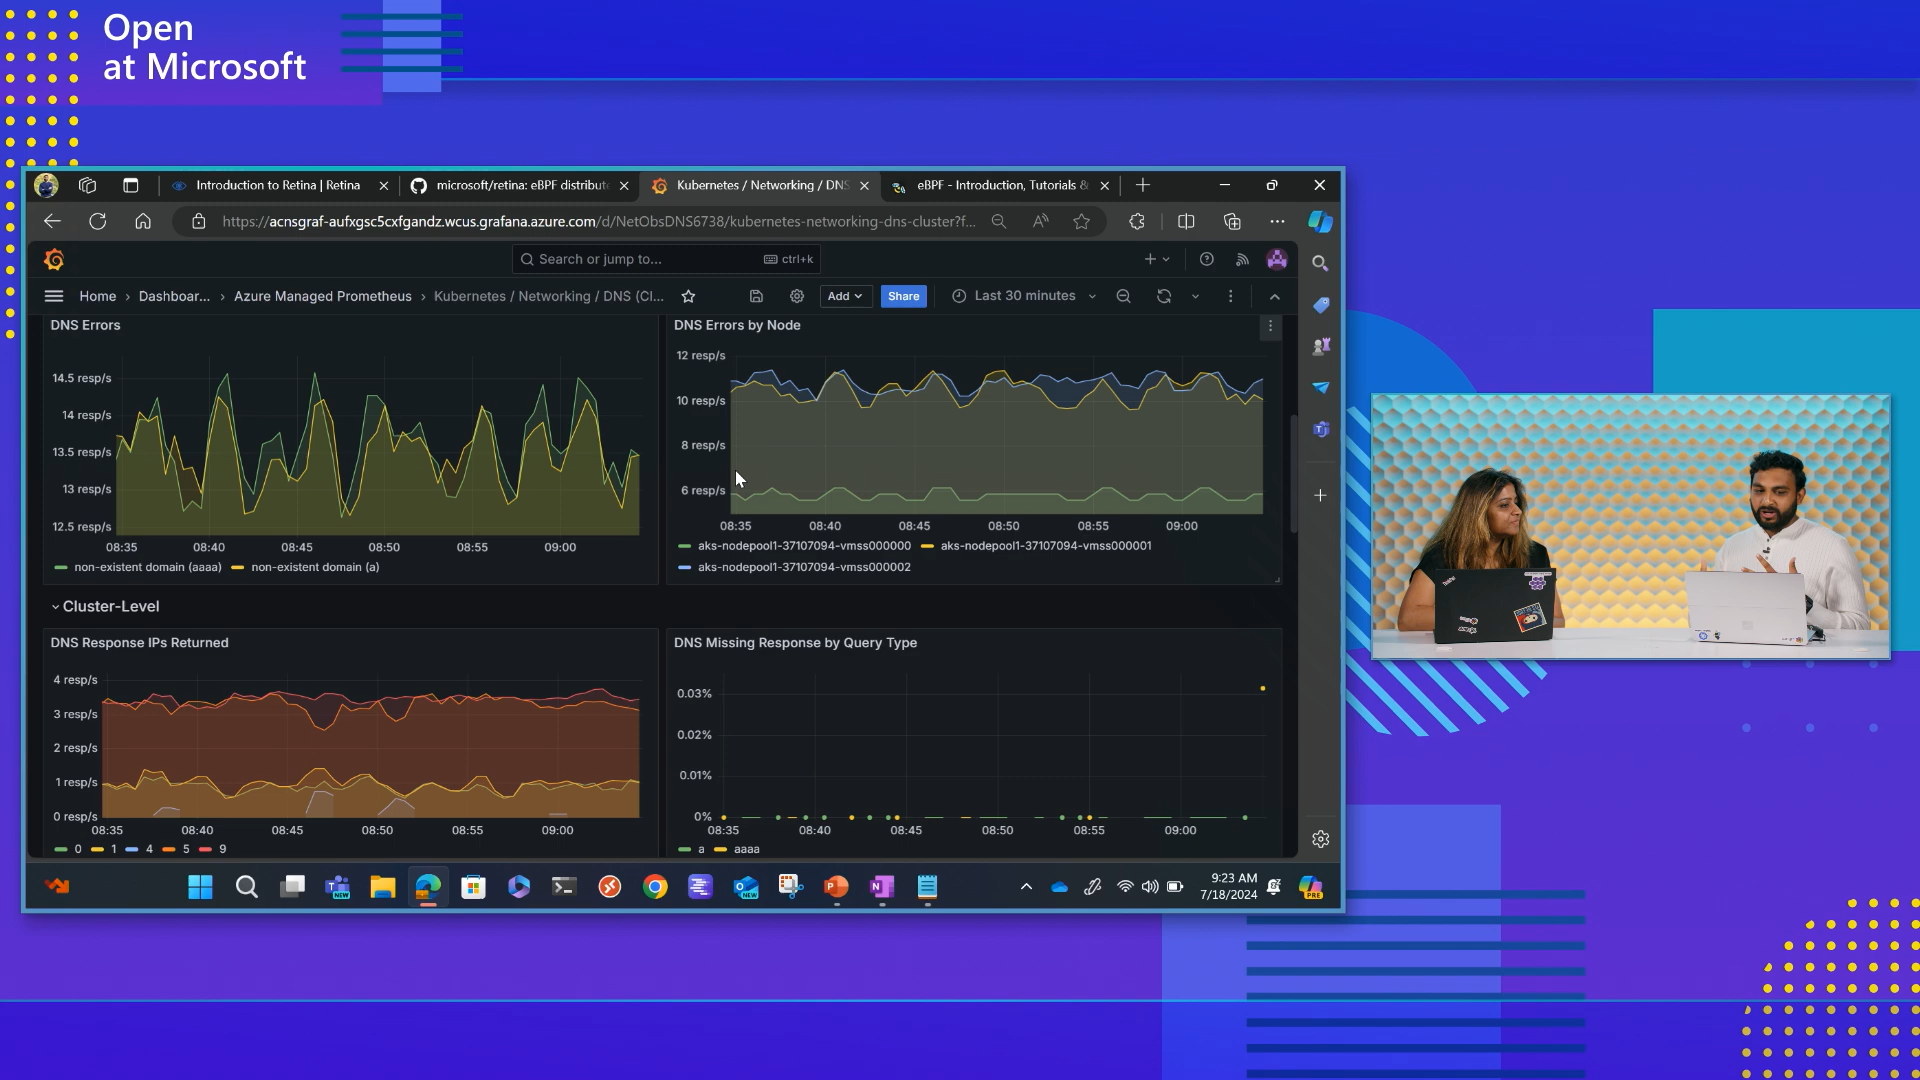 Open
at Microsoft
Introduction to Retina | Retina
microsoft/retina: eBPF distribute
Kubernetes / Networking / DNS
eBPF - Introduction, Tutorials &
https://acnsgraf-aufxgsc5cxfgandz.wcus.grafana.azure.com/d/NetObsDNS6738/kubernetes-networking-dns-cluster?f...
Search or jump to...
ctrl+k
Home › Dashboar... › Azure Managed Prometheus › Kubernetes / Networking / DNS (Cl...
Add
Share
Last 30 minutes
DNS Errors
14.5 resp/s
14 resp/s
13.5 resp/s
13 resp/s
12.5 resp/s
08:35 08:40 08:45 08:50 08:55 09:00
non-existent domain (aaaa) non-existent domain (a)
DNS Errors by Node
12 resp/s
10 resp/s
8 resp/s
6 resp/s
08:35 08:40 08:45 08:50 08:55 09:00
aks-nodepool1-37107094-vmss000000 aks-nodepool1-37107094-vmss000001
aks-nodepool1-37107094-vmss000002
Cluster-Level
DNS Response IPs Returned
4 resp/s
3 resp/s
2 resp/s
1 resp/s
0 resp/s
08:35 08:40 08:45 08:50 08:55 09:00
0 1 4 5 9
DNS Missing Response by Query Type
0.03%
0.02%
0.01%
0%
08:35 08:40 08:45 08:50 08:55 09:00
a aaaa
9:23 AM
7/18/2024